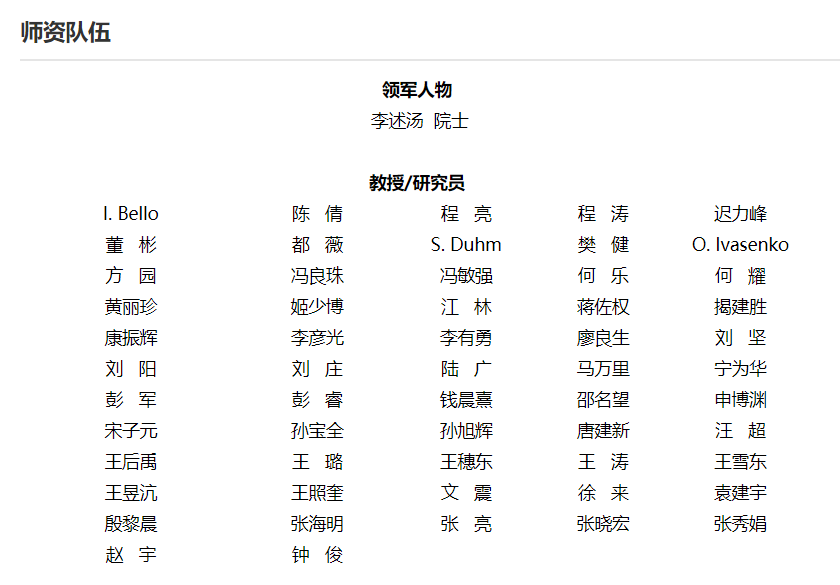 师资队伍
领军人物
李述汤 院士
教授/研究员
I. Bello 陈 倩 程 亮 程 涛 迟力峰
董 彬 都 薇 S. Duhm 樊 健 O. Ivasenko
方 园 冯良珠 冯敏强 何 乐 何 耀
黄丽珍 姬少博 江 林 蒋佐权 揭建胜
康振辉 李彦光 李有勇 廖良生 刘 坚
刘 阳 刘 庄 陆 广 马万里 宁为华
彭 军 彭 睿 钱晨熹 邵名望 申博渊
宋子元 孙宝全 孙旭辉 唐建新 汪 超
王后禹 王 璐 王穗东 王 涛 王雪东
王昱沆 王照奎 文 震 徐 来 袁建宇
殷黎晨 张海明 张 亮 张晓宏 张秀娟
赵 宇 钟 俊